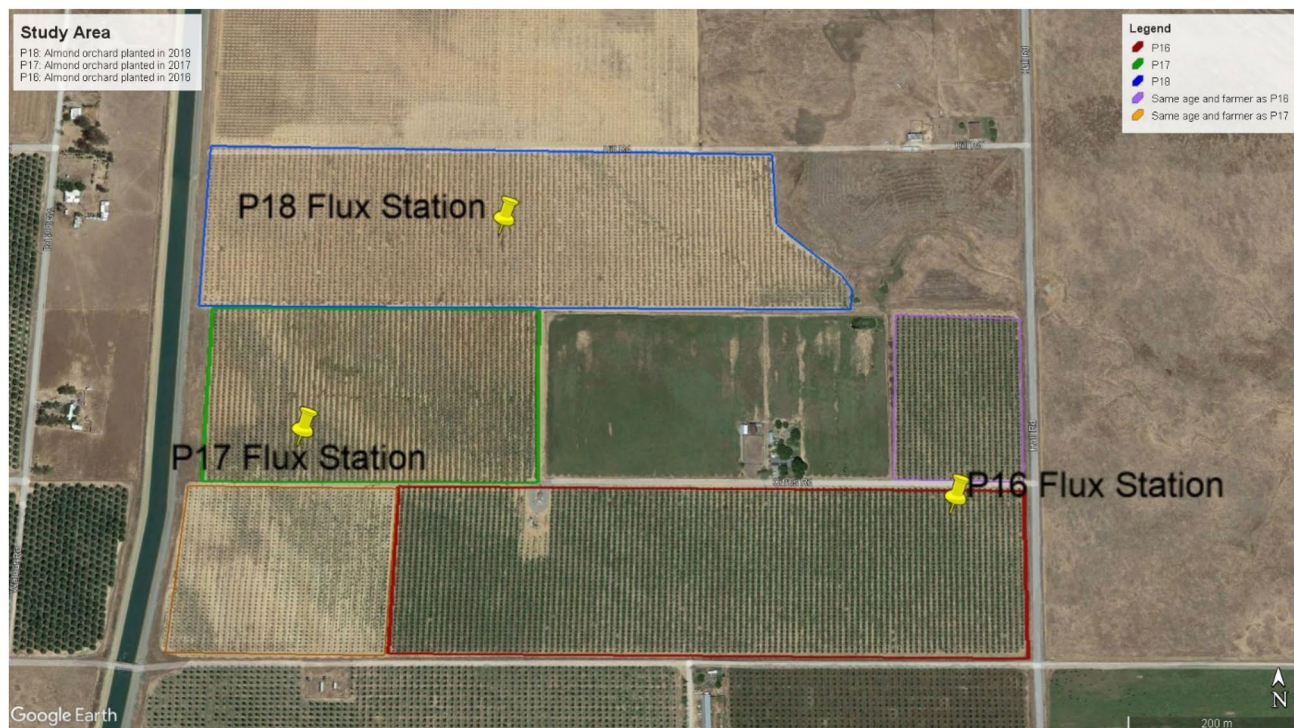 Study Area
P18: Almond orchard planted in 2018
P17: Almond orchard planted in 2017
P16: Almond orchard planted in 2016
Legend
P16
P17
P18
Same age and farmer as P16
Same age and farmer as P17
P18 Flux Station
P17 Flux Station
P16 Flux Station
Google Earth
N
200 m